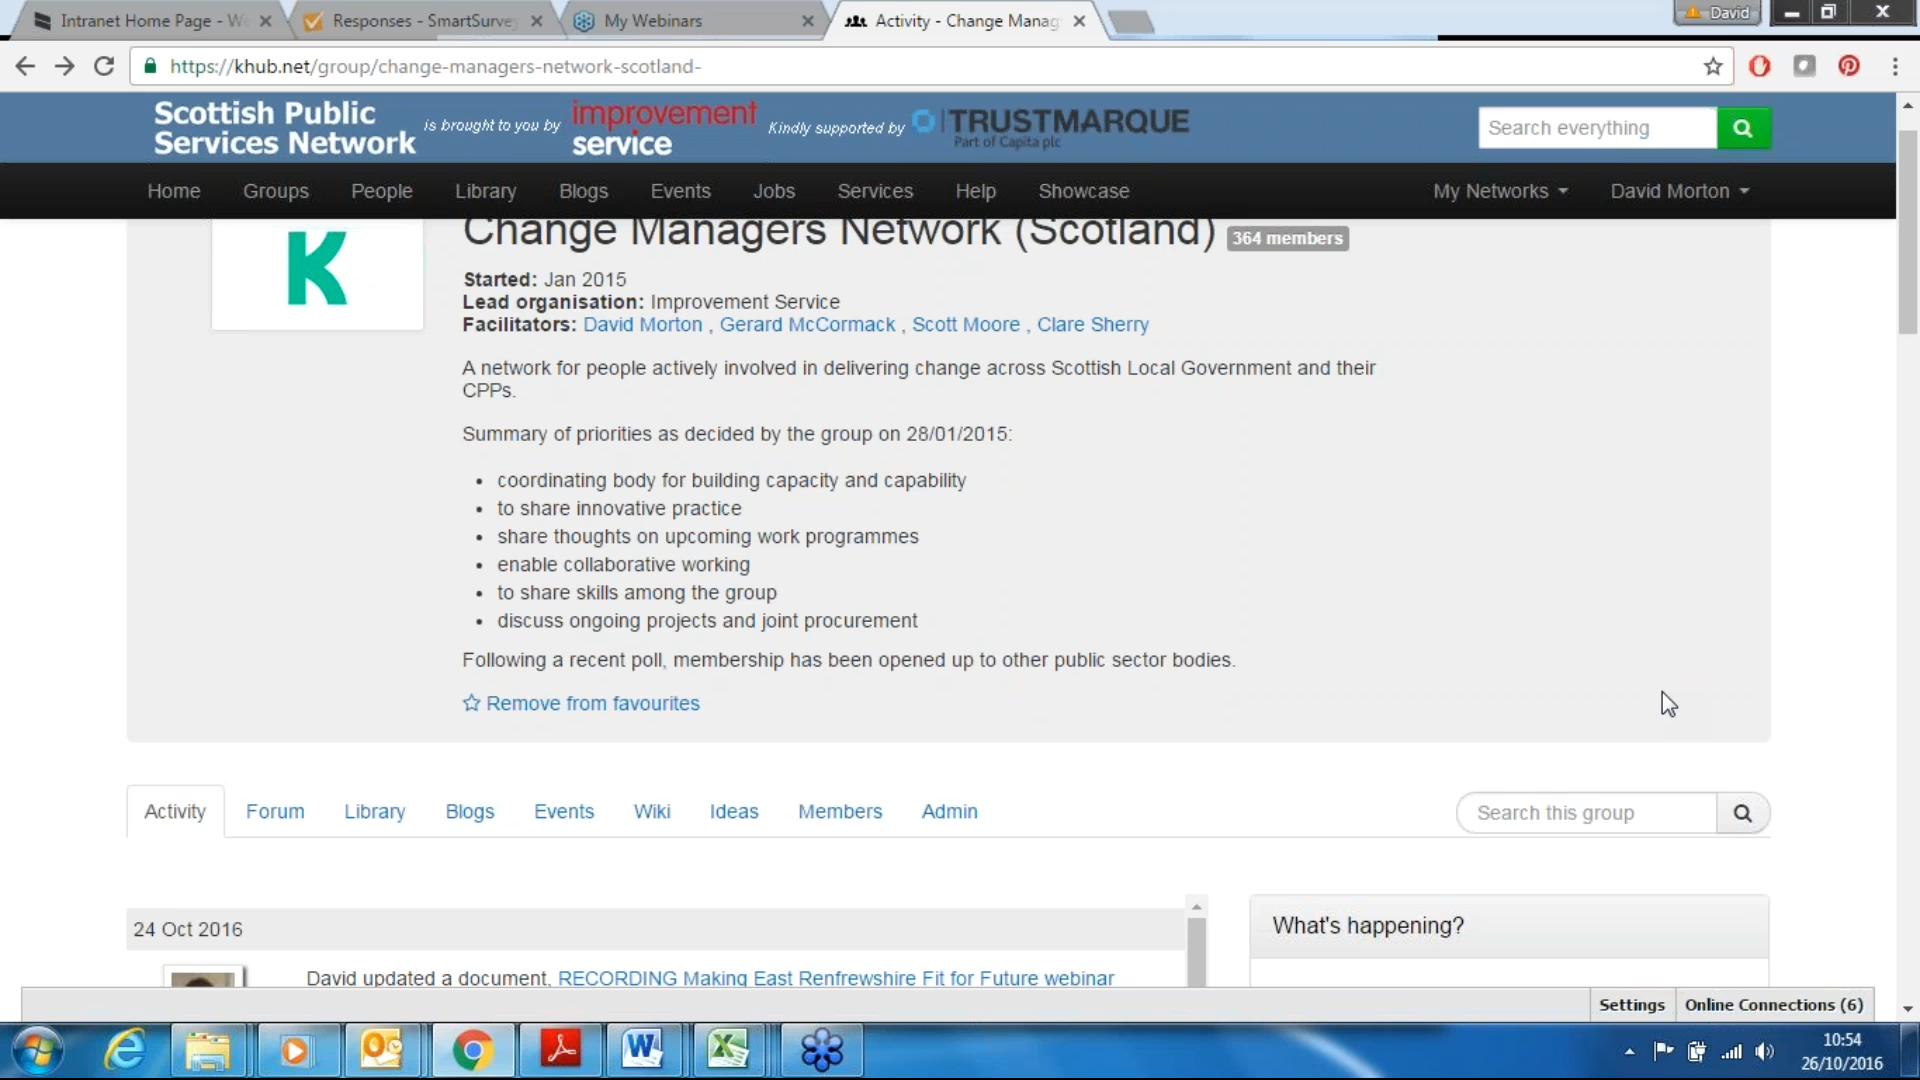 Intranet Home Page - We
Responses - SmartSurvey
My Webinars
Activity - Change Manag
David
https://khub.net/group/change-managers-network-scotland-
Scottish Public
Services Network
is brought to you by
improvement
service
Kindly supported by
TRUSTMARQUE
Part of Capita plc
Search everything
Home Groups People Library Blogs Events Jobs Services Help Showcase My Networks David Morton
K
Change Managers Network (Scotland) 364 members
Started: Jan 2015
Lead organisation: Improvement Service
Facilitators: David Morton , Gerard McCormack , Scott Moore , Clare Sherry
A network for people actively involved in delivering change across Scottish Local Government and their
CPPs.
Summary of priorities as decided by the group on 28/01/2015:
• coordinating body for building capacity and capability
• to share innovative practice
• share thoughts on upcoming work programmes
• enable collaborative working
• to share skills among the group
• discuss ongoing projects and joint procurement
Following a recent poll, membership has been opened up to other public sector bodies.
Remove from favourites
Activity Forum Library Blogs Events Wiki Ideas Members Admin
Search this group
24 Oct 2016
What's happening?
David updated a document, RECORDING Making East Renfrewshire Fit for Future webinar
Settings Online Connections (6)
10:54
26/10/2016